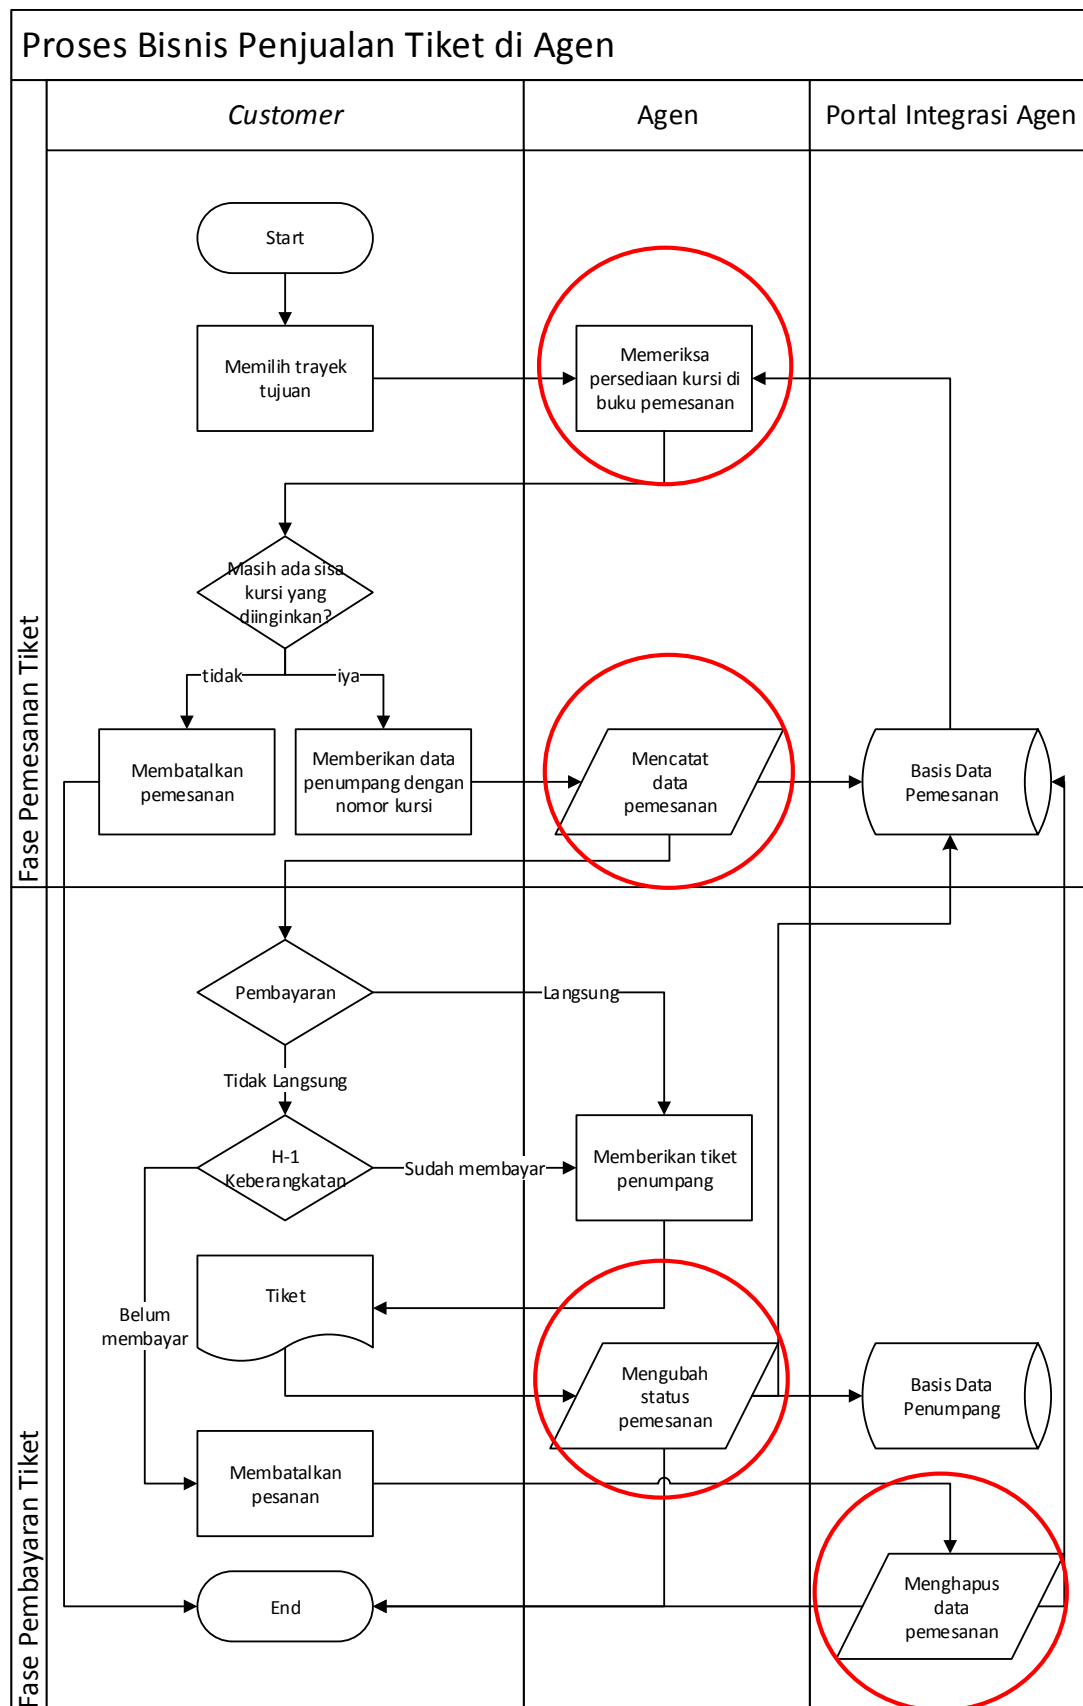 Proses Bisnis Penjualan Tiket di Agen
Customer
Agen
Portal Integrasi Agen
Fase Pemesanan Tiket
Start
Memilih trayek
tujuan
Memeriksa
persediaan kursi di
buku pemesanan
Masih ada sisa
kursi yang
diinginkan?
tidak
iya
Membatalkan
pemesanan
Memberikan data
penumpang dengan
nomor kursi
Mencatat
data
pemesanan
Basis Data
Pemesanan
Fase Pembayaran Tiket
Pembayaran
Langsung
Tidak Langsung
H-1
Keberangkatan
Sudah membayar
Memberikan tiket
penumpang
Belum
membayar
Tiket
Mengubah
status
pemesanan
Basis Data
Penumpang
Membatalkan
pesanan
Menghapus
data
pemesanan
End